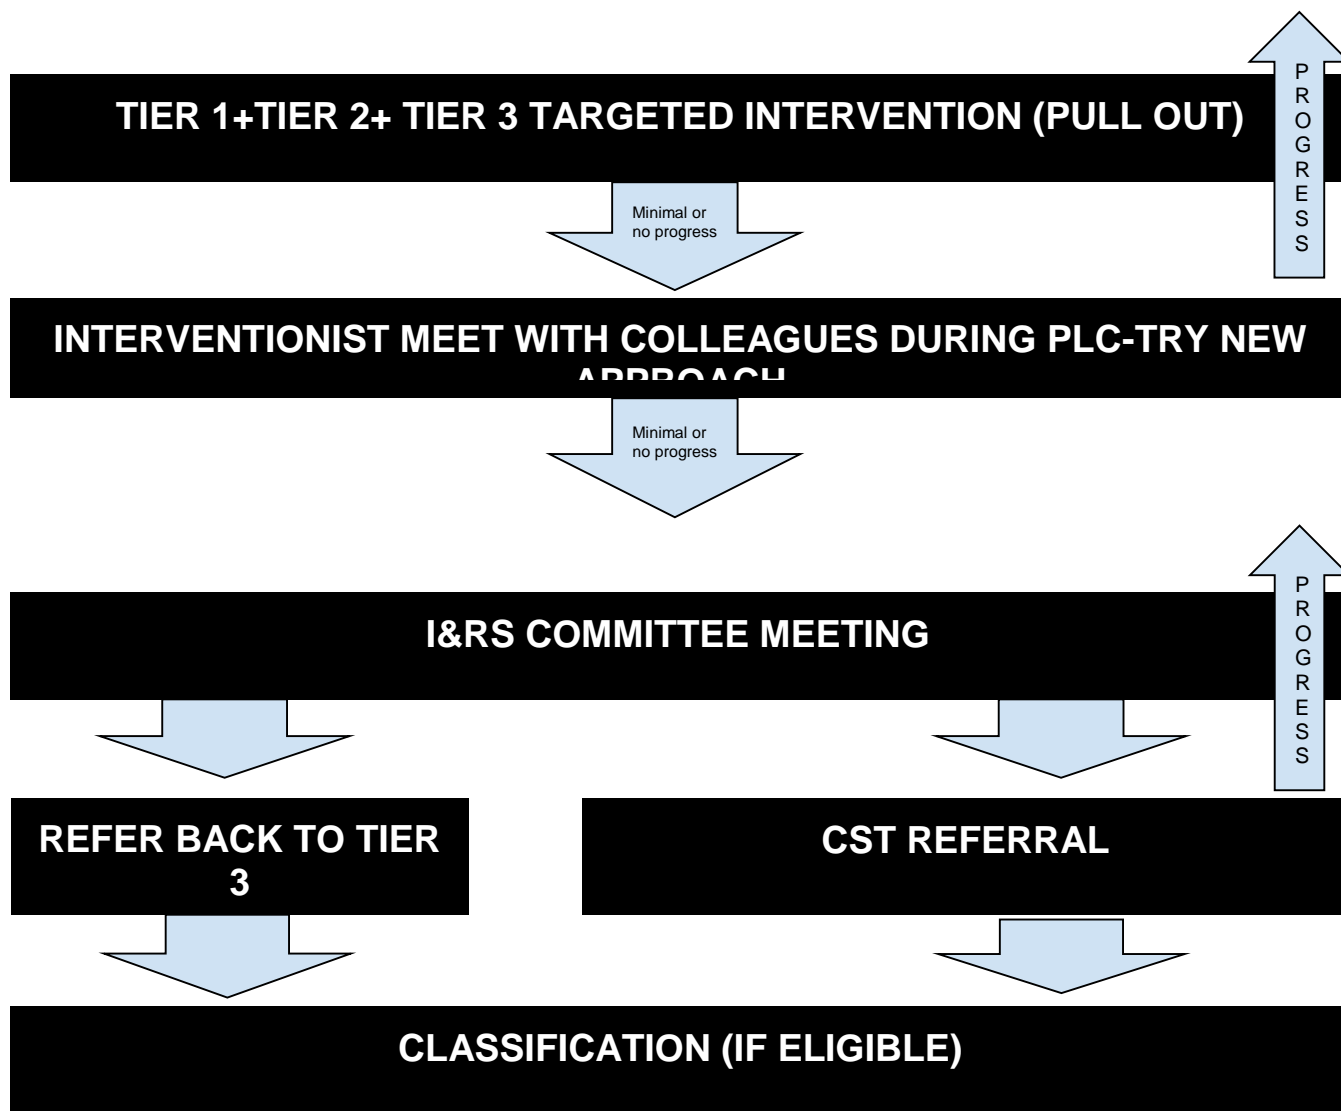 P
R
O
G
R
E
S
S
TIER 1+TIER 2+ TIER 3 TARGETED INTERVENTION (PULL OUT)
Minimal or
no progress
INTERVENTIONIST MEET WITH COLLEAGUES DURING PLC-TRY NEW
APPROACH
Minimal or
no progress
P
R
O
G
R
E
S
S
I&RS COMMITTEE MEETING
REFER BACK TO TIER
3
CST REFERRAL
CLASSIFICATION (IF ELIGIBLE)